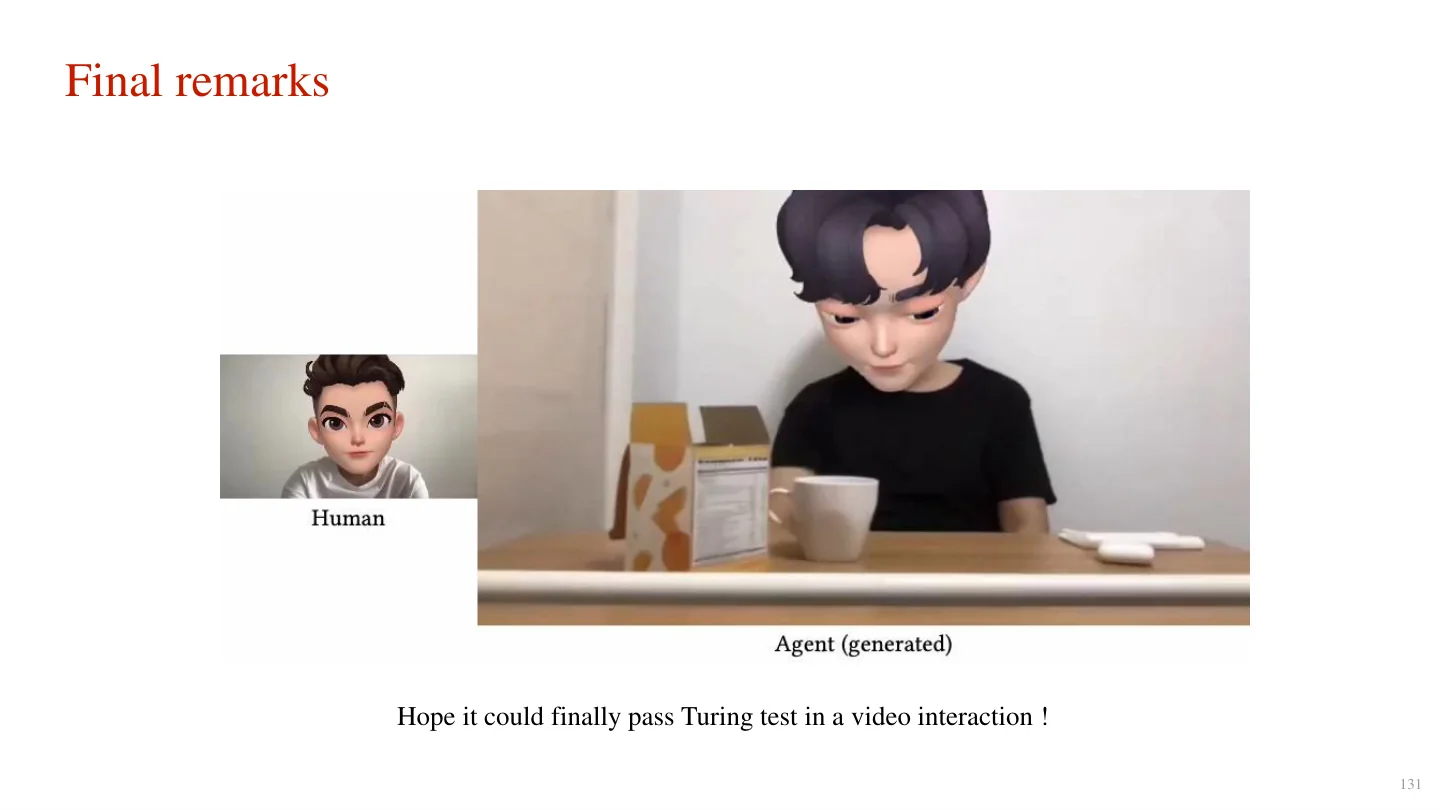 Final remarks
Human
Agent (generated)
Hope it could finally pass Turing test in a video interaction !
131